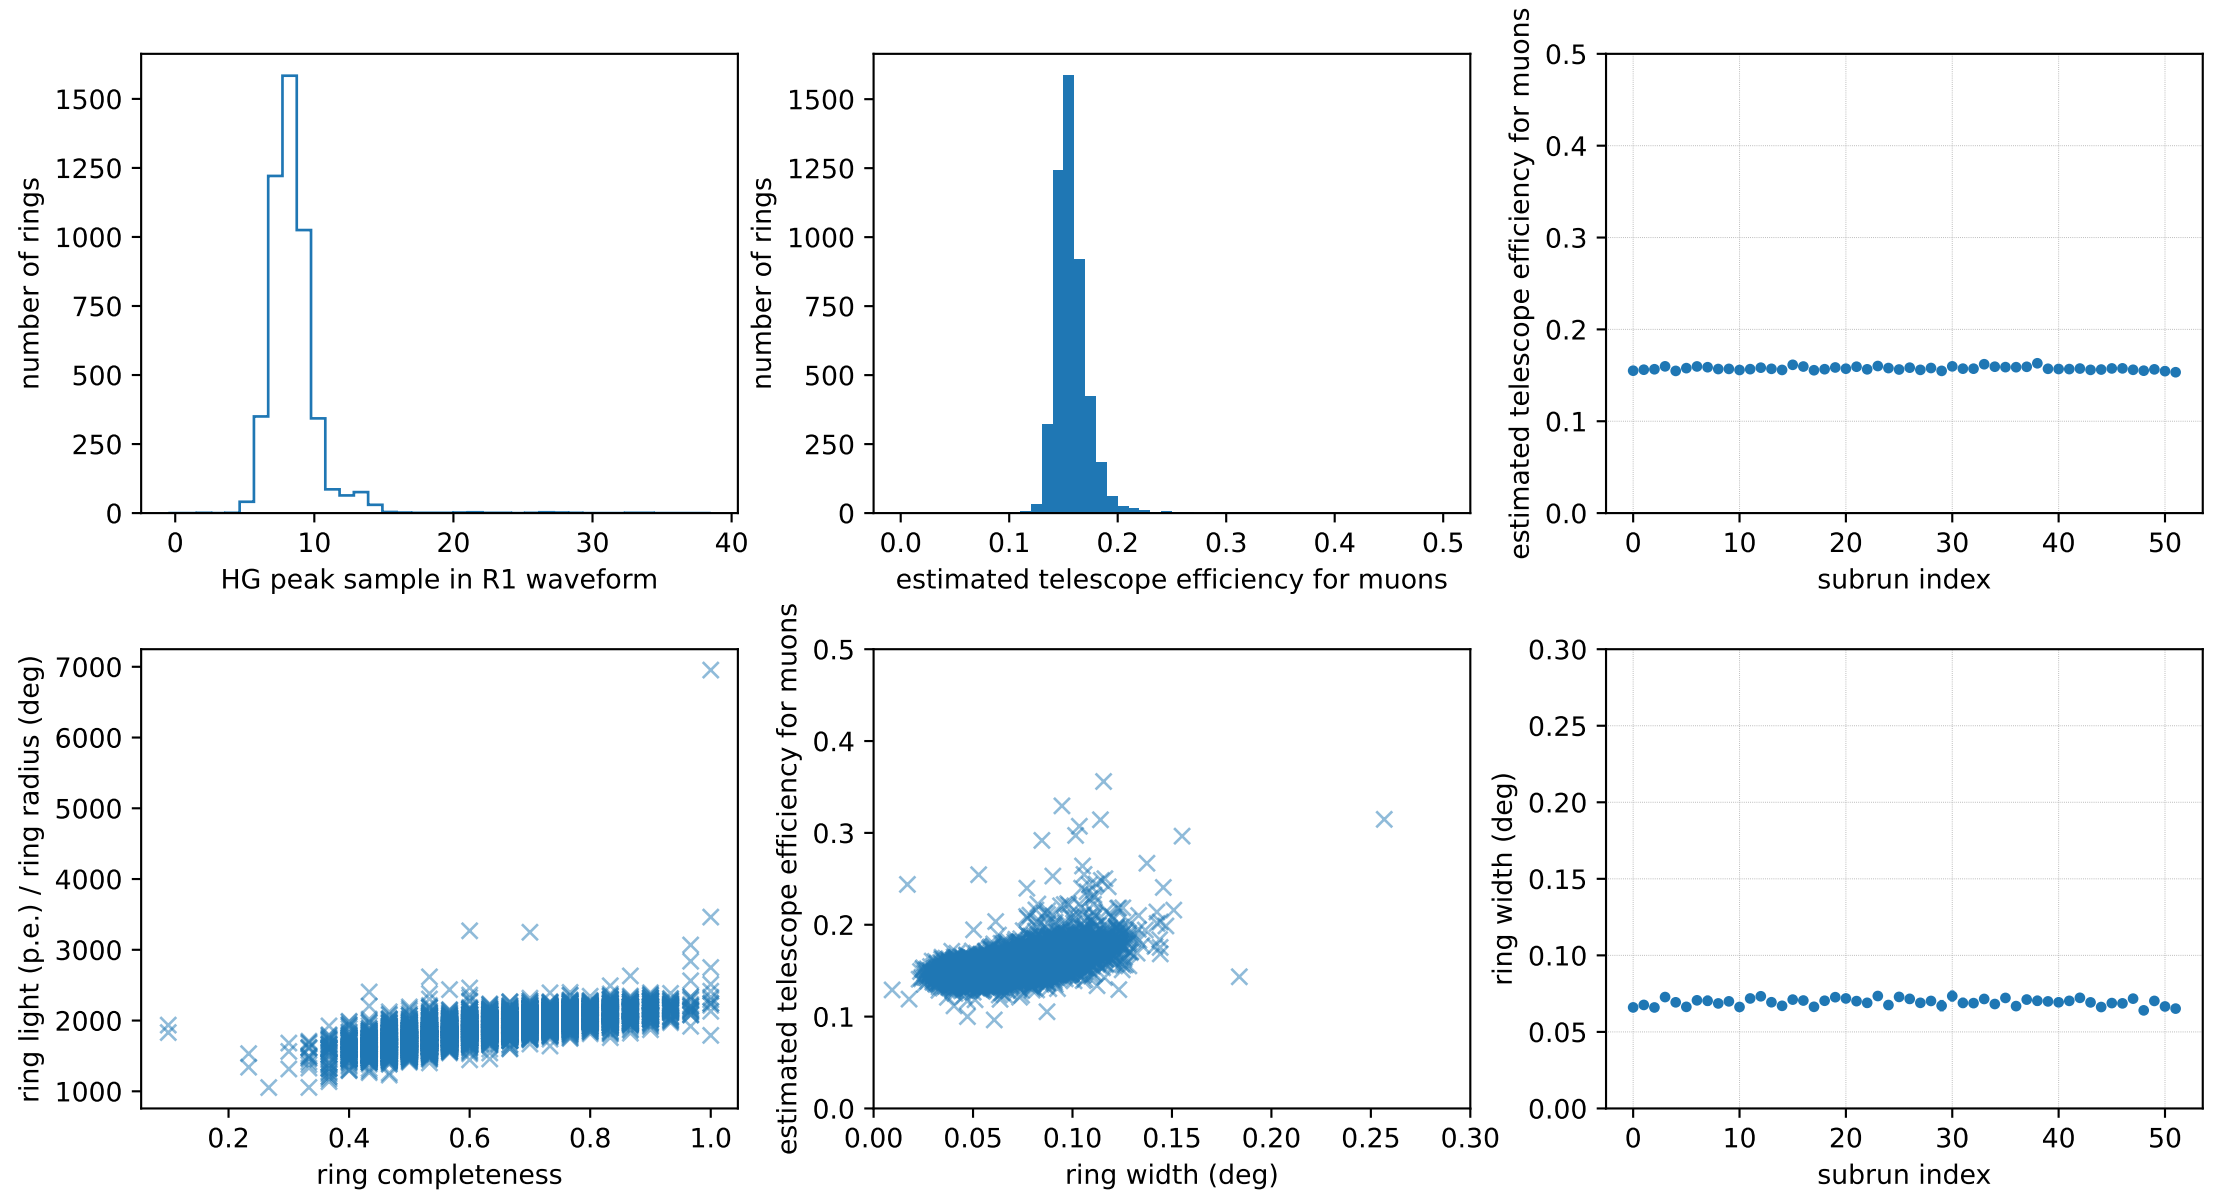 1500
1250
1000
750
500
250
0
number of rings
0 10 20 30 40
HG peak sample in R1 waveform
1500
1250
1000
750
500
250
0
number of rings
0.0 0.1 0.2 0.3 0.4 0.5
estimated telescope efficiency for muons
0.5
0.4
0.3
0.2
0.1
0.0
estimated telescope efficiency for muons
0 10 20 30 40 50
subrun index
7000
6000
5000
4000
3000
2000
1000
ring light (p.e.) / ring radius (deg)
0.2 0.4 0.6 0.8 1.0
ring completeness
0.5
0.4
0.3
0.2
0.1
0.0
estimated telescope efficiency for muons
0.00 0.05 0.10 0.15 0.20 0.25 0.30
ring width (deg)
0.30
0.25
0.20
0.15
0.10
0.05
0.00
ring width (deg)
0 10 20 30 40 50
subrun index